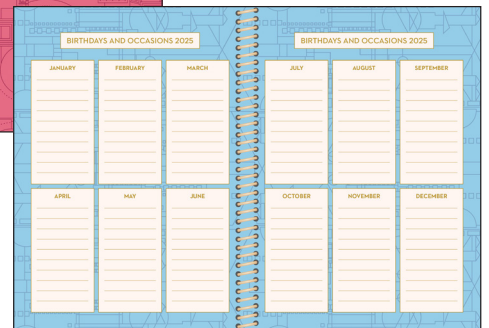 BIRTHDAYS AND OCCASIONS 2025
JANUARY FEBRUARY MARCH
APRIL MAY JUNE
BIRTHDAYS AND OCCASIONS 2025
JULY AUGUST SEPTEMBER
OCTOBER NOVEMBER DECEMBER